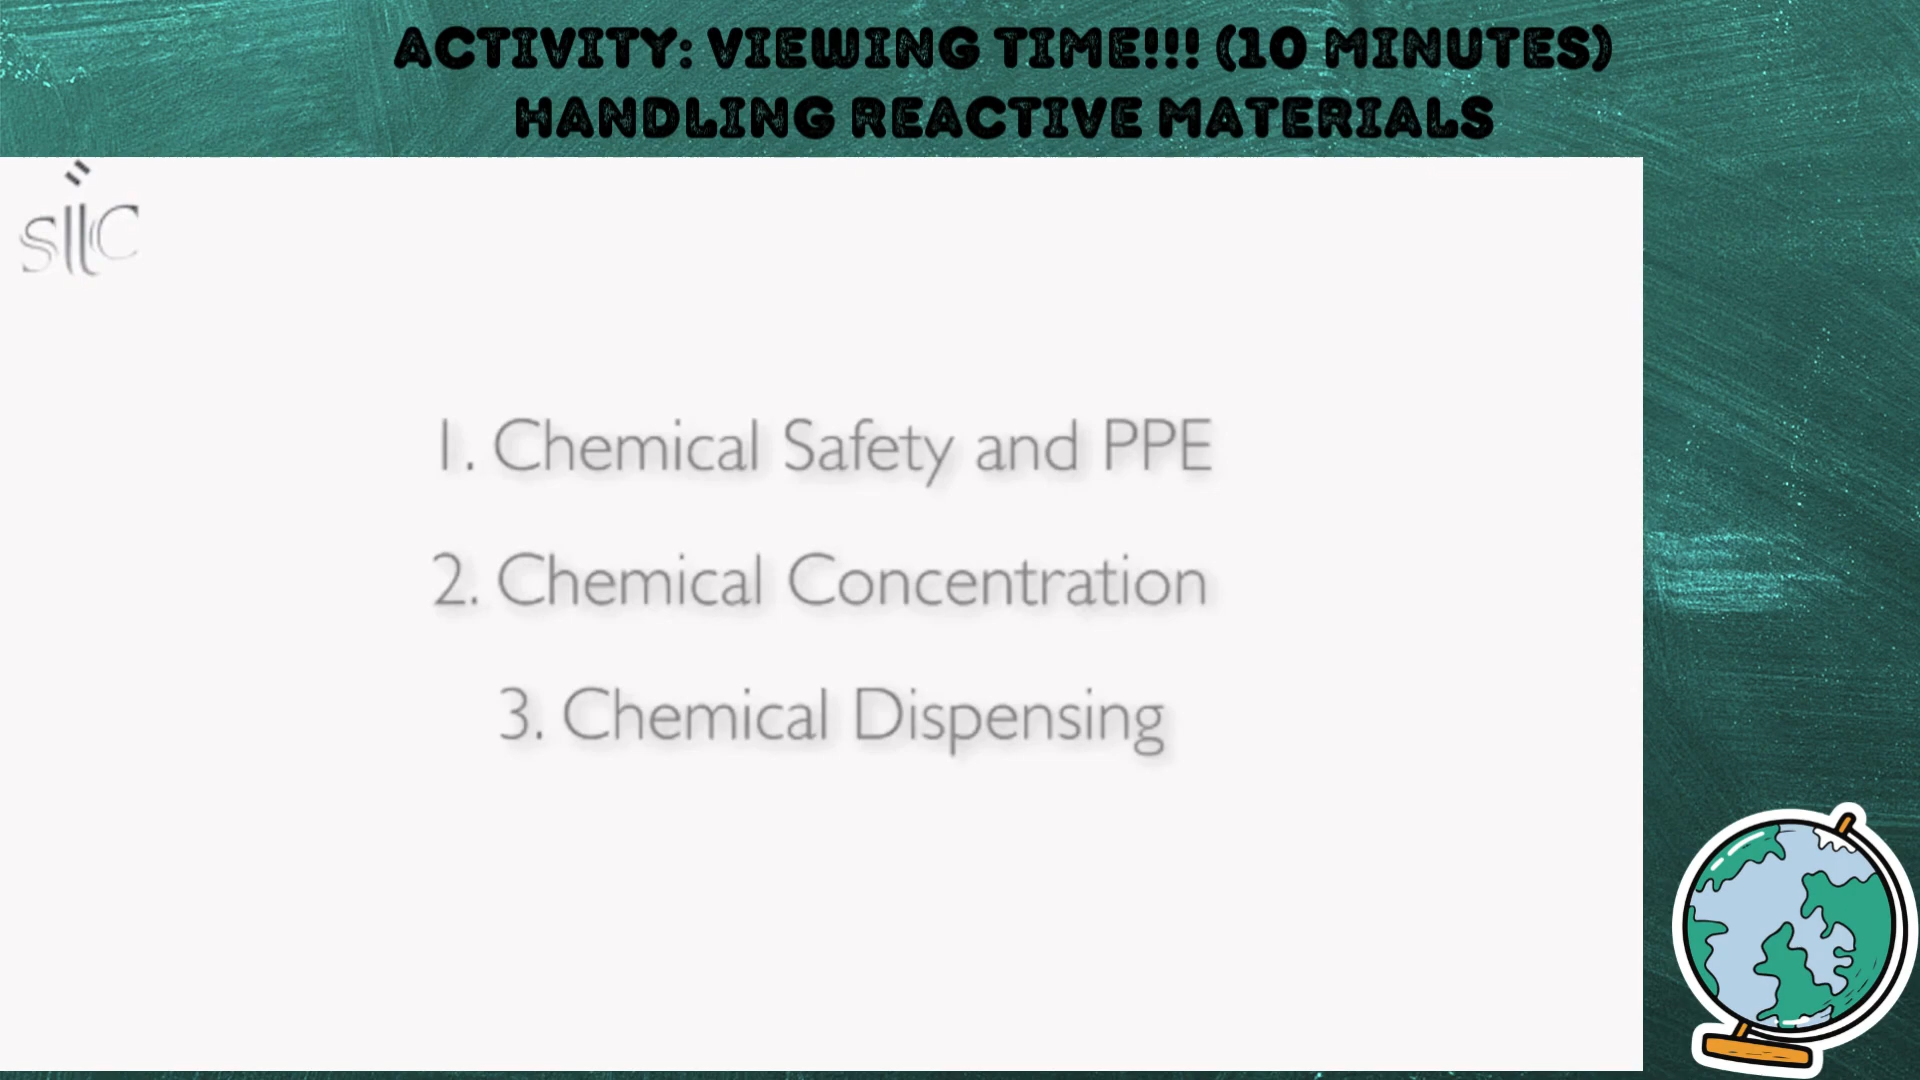 ACTIVITY: VIEWING TIME!!! (10 MINUTES)
HANDLING REACTIVE MATERIALS
1. Chemical Safety and PPE
2. Chemical Concentration
3. Chemical Dispensing